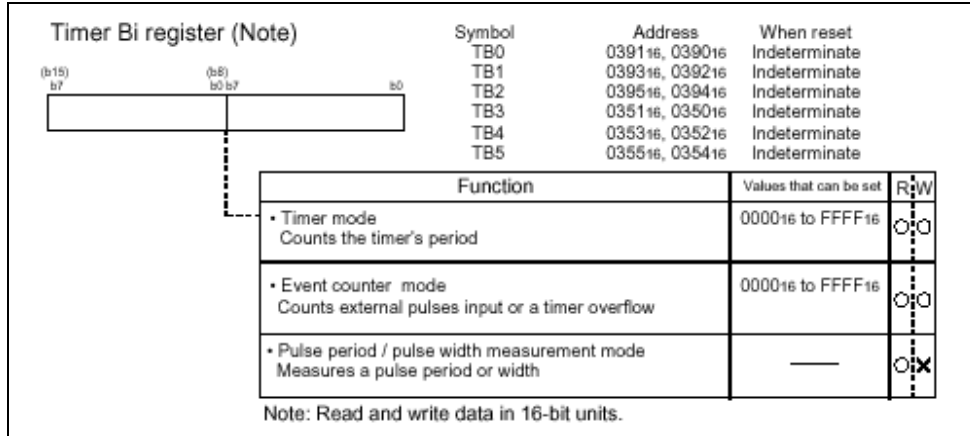 Timer Bi register (Note)
Symbol Address When reset
TB0 039116, 039016 Indeterminate
TB1 039316, 039216 Indeterminate
TB2 039516, 039416 Indeterminate
TB3 035116, 035016 Indeterminate
TB4 035316, 035216 Indeterminate
TB5 035516, 035416 Indeterminate
(b15) (b8)
b7 b0 b7 b0
Function Values that can be set R W
• Timer mode 000016 to FFFF16
Counts the timer's period
• Event counter mode 000016 to FFFF16
Counts external pulses input or a timer overflow
• Pulse period / pulse width measurement mode
Measures a pulse period or width
Note: Read and write data in 16-bit units.